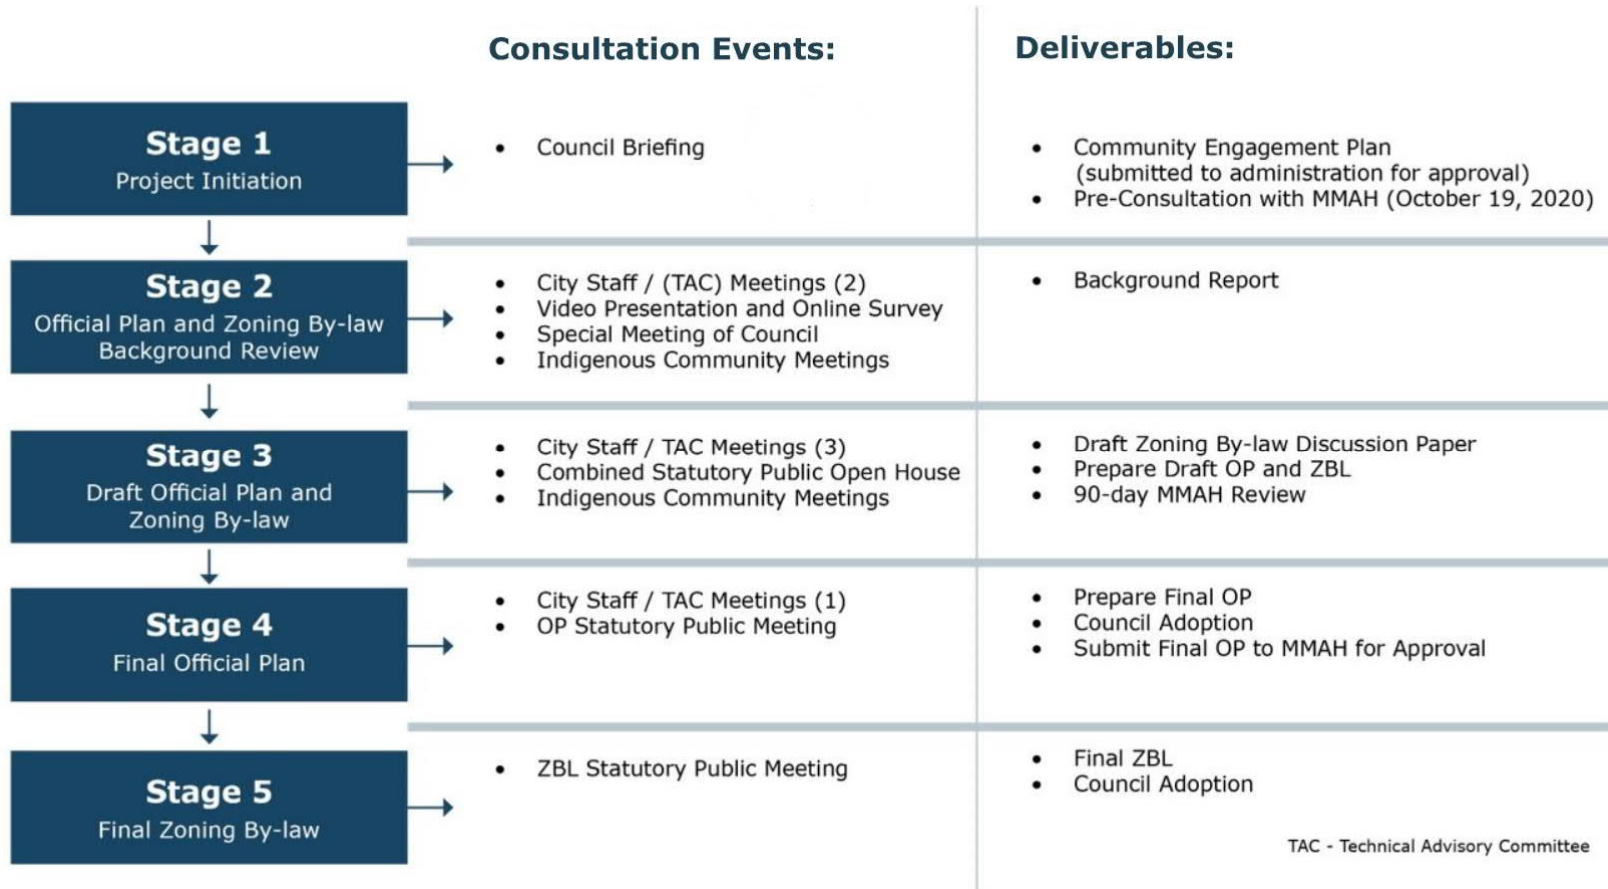 Consultation Events:
Deliverables:
Stage 1
Project Initiation
• Council Briefing
• Community Engagement Plan
(submitted to administration for approval)
• Pre-Consultation with MMAH (October 19, 2020)
Stage 2
Official Plan and Zoning By-law
Background Review
• City Staff / (TAC) Meetings (2)
• Video Presentation and Online Survey
• Special Meeting of Council
• Indigenous Community Meetings
• Background Report
Stage 3
Draft Official Plan and
Zoning By-law
• City Staff / TAC Meetings (3)
• Combined Statutory Public Open House
• Indigenous Community Meetings
• Draft Zoning By-law Discussion Paper
• Prepare Draft OP and ZBL
• 90-day MMAH Review
Stage 4
Final Official Plan
• City Staff / TAC Meetings (1)
• OP Statutory Public Meeting
• Prepare Final OP
• Council Adoption
• Submit Final OP to MMAH for Approval
Stage 5
Final Zoning By-law
• ZBL Statutory Public Meeting
• Final ZBL
• Council Adoption
TAC - Technical Advisory Committee